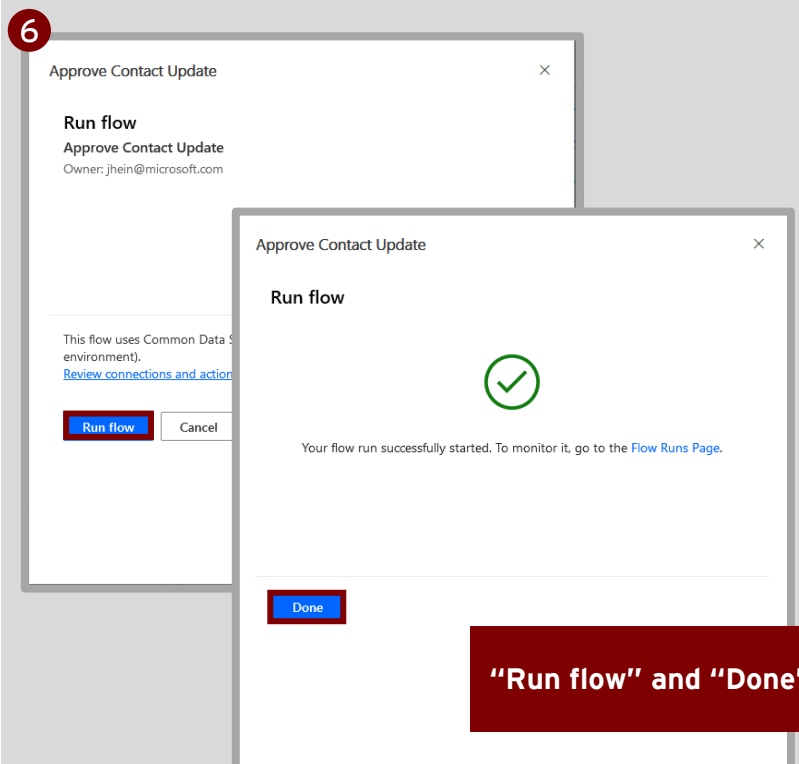 6
Approve Contact Update
Run flow
Approve Contact Update
Owner: jhein@microsoft.com
This flow uses Common Data
environment).
Review connections and action
Run flow
Cancel
Approve Contact Update
Run flow
Your flow run successfully started. To monitor it, go to the Flow Runs Page.
Done
“Run flow” and “Done”